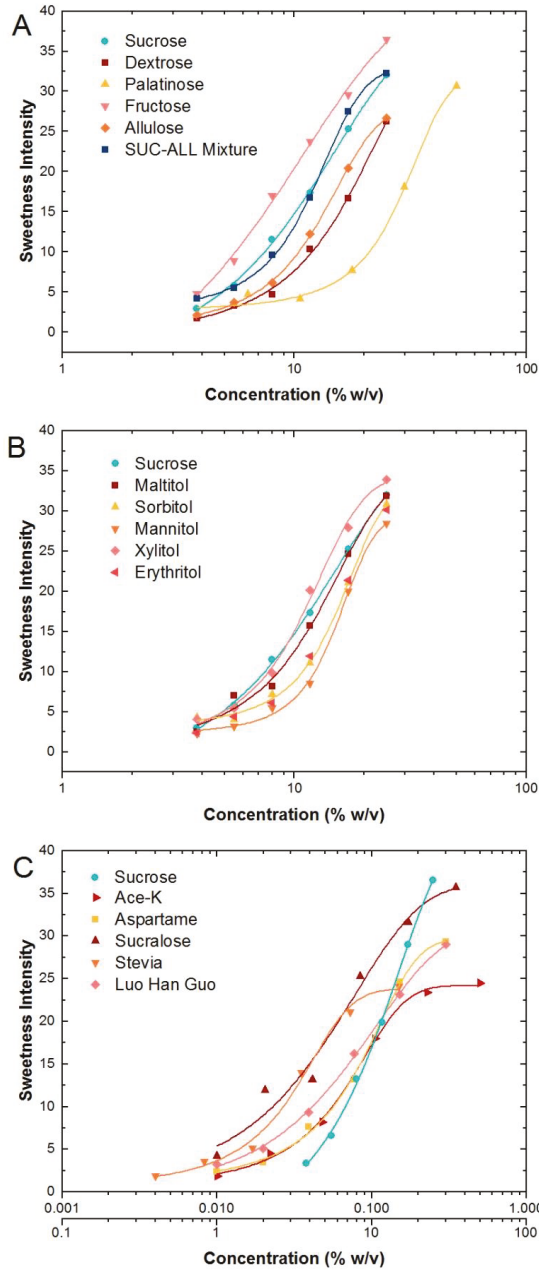 A
Sucrose
Dextrose
Palatinose
Fructose
Allulose
SUC-ALL Mixture
Sweetness Intensity
40
35
30
25
20
15
10
5
0
1 10 100
Concentration (% w/v)
B
Sucrose
Maltitol
Sorbitol
Mannitol
Xylitol
Erythritol
Sweetness Intensity
40
35
30
25
20
15
10
5
0
1 10 100
Concentration (% w/v)
C
Sucrose
Ace-K
Aspartame
Sucralose
Stevia
Luo Han Guo
Sweetness Intensity
40
35
30
25
20
15
10
5
0
0.001 0.010 0.100 1.000
0.1 1 10 100
Concentration (% w/v)